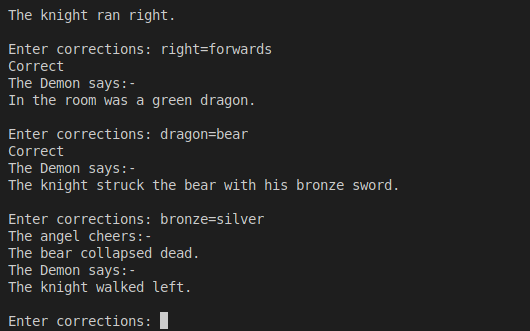 The knight ran right.
Enter corrections: right=forwards
Correct
The Demon says:-
In the room was a green dragon.
Enter corrections: dragon=bear
Correct
The Demon says:-
The knight struck the bear with his bronze sword.
Enter corrections: bronze=silver
The angel cheers:-
The bear collapsed dead.
The Demon says:-
The knight walked left.
Enter corrections: